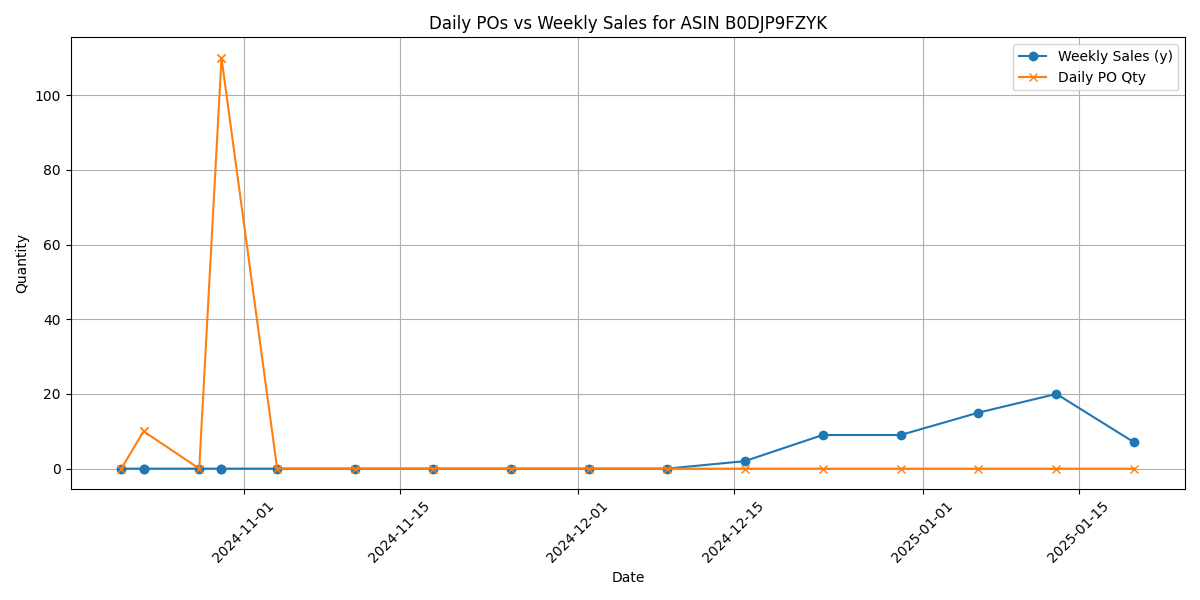 Daily POs vs Weekly Sales for ASIN B0DJP9FZYK
Weekly Sales (y)
Daily PO Qty
Quantity
100
80
60
40
20
0
2024-11-01
2024-11-15
2024-12-01
2024-12-15
2025-01-01
2025-01-15
Date